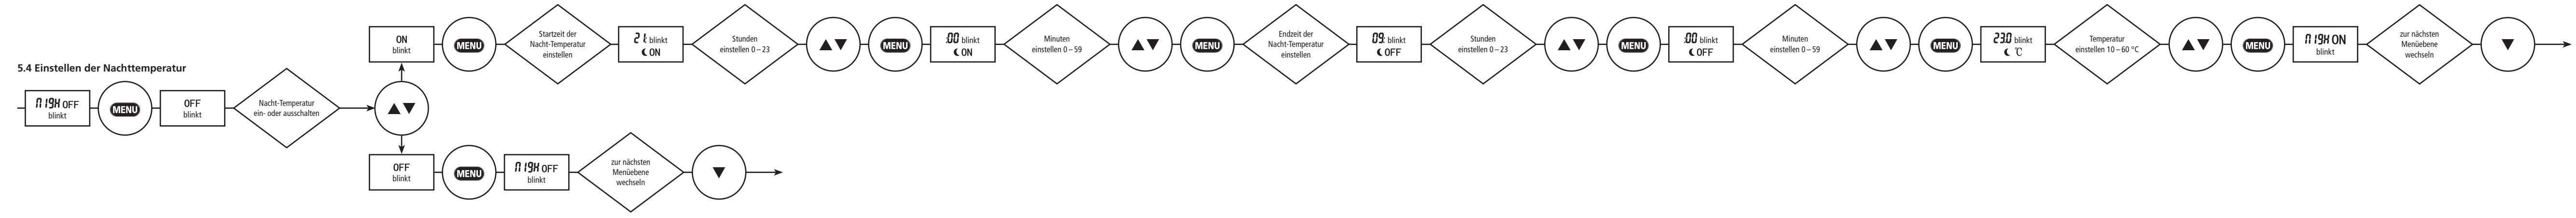 5.4 Einstellen der Nachttemperatur
NIGH OFF
blinkt
MENU
OFF
blinkt
Nacht-Temperatur
ein- oder ausschalten
▲▼
ON
blinkt
MENU
Startzeit der
Nacht-Temperatur
einstellen
21: blinkt
☾ON
Stunden
einstellen 0 – 23
▲▼
MENU
:00 blinkt
☾ON
Minuten
einstellen 0 – 59
▲▼
MENU
Endzeit der
Nacht-Temperatur
einstellen
09: blinkt
☾OFF
Stunden
einstellen 0 – 23
▲▼
MENU
:00 blinkt
☾OFF
Minuten
einstellen 0 – 59
▲▼
MENU
23.0 blinkt
☾ °C
Temperatur
einstellen 10 – 60 °C
▲▼
MENU
NIGH ON
blinkt
zur nächsten
Menüebene
wechseln
▼
OFF
blinkt
MENU
NIGH OFF
blinkt
zur nächsten
Menüebene
wechseln
▼